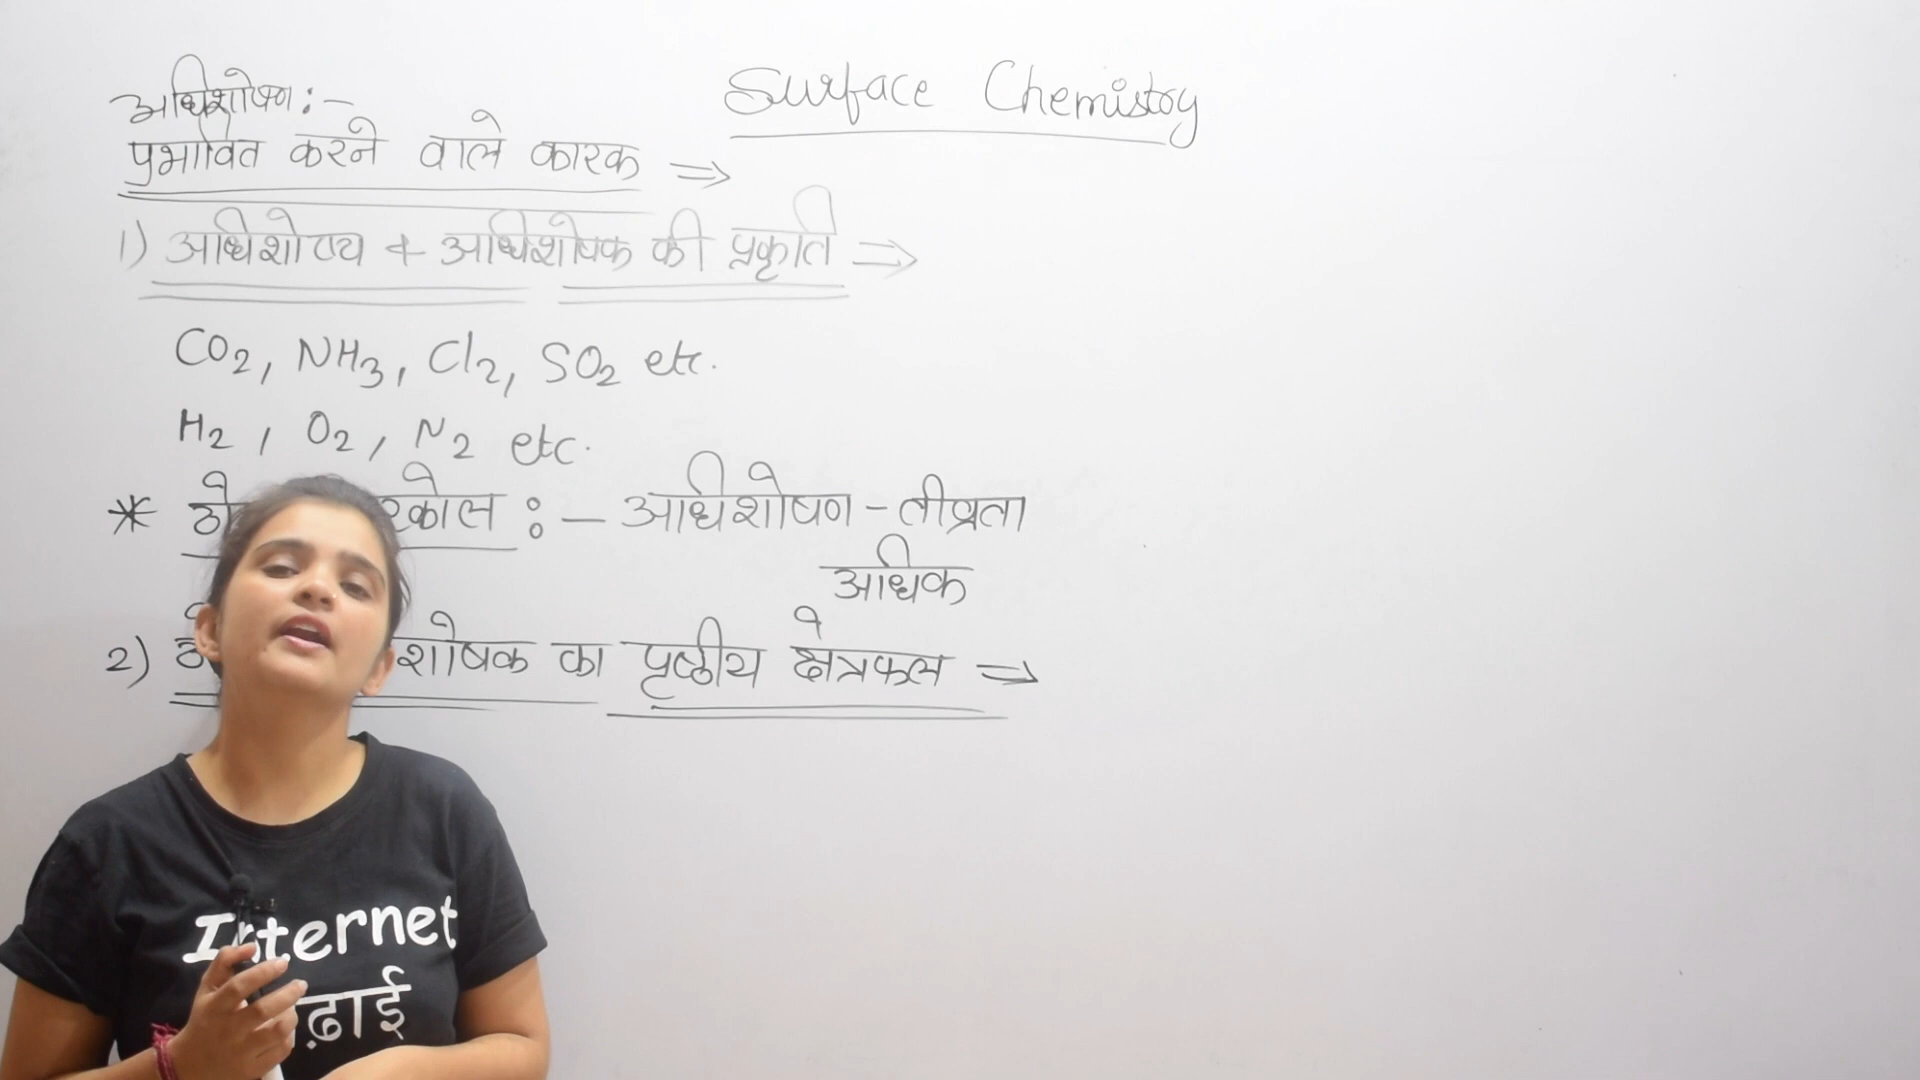 Surface Chemistry
अधिशोषण :-
प्रभावित करने वाले कारक ⇒
1) अधिशोष्य + अधिशोषक की प्रकृति ⇒
CO₂, NH₃, Cl₂, SO₂ etc.
H₂, O₂, N₂ etc.
* :- अधिशोषण - तीव्रता
अधिक
2) का पृष्ठीय क्षेत्रफल ⇒
Internet